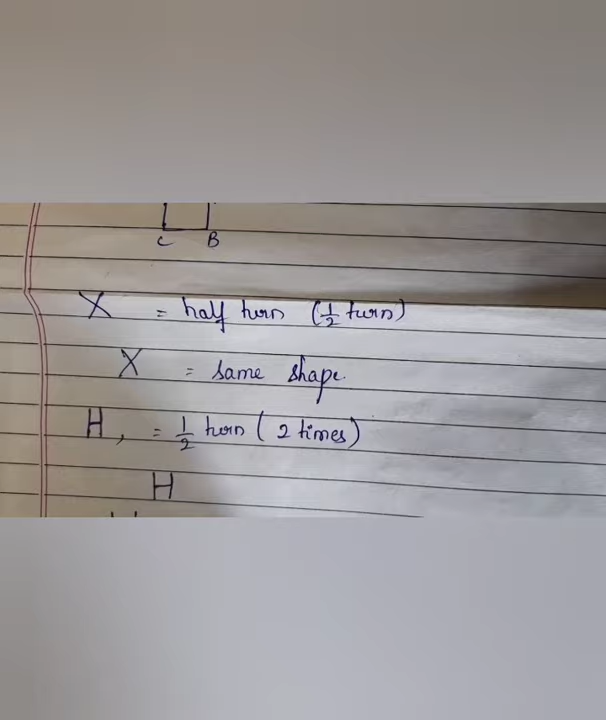 C B
X = half turn (1/2 turn)
X = same shape.
H, = 1/2 turn ( 2 times)
H